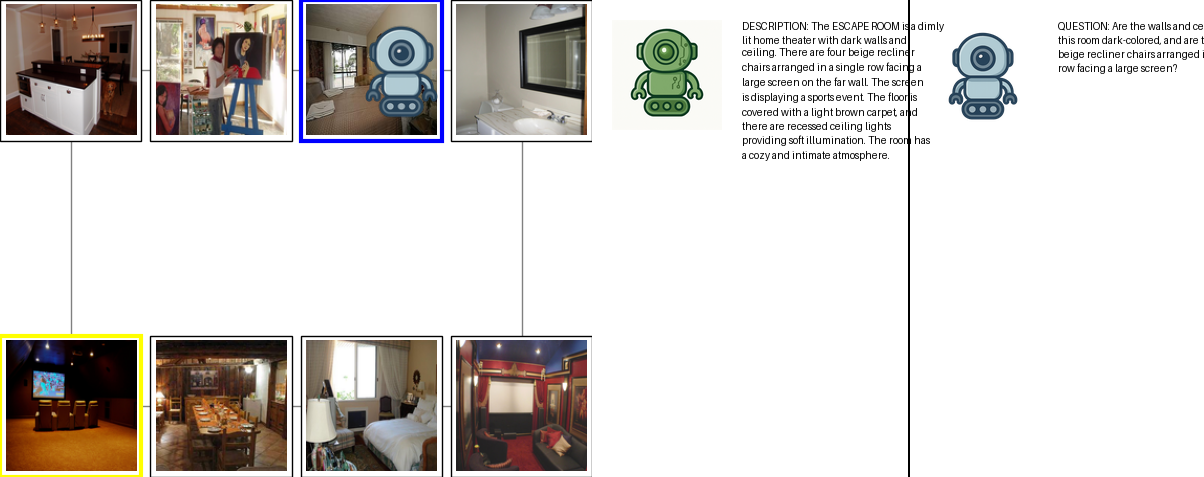 DESCRIPTION: The ESCAPE ROOM is a dimly
lit home theater with dark walls and
ceiling. There are four beige recliner
chairs arranged in a single row facing a
large screen on the far wall. The screen
is displaying a sports event. The floor is
covered with a light brown carpet, and
there are recessed ceiling lights
providing soft illumination. The room has
a cozy and intimate atmosphere.
QUESTION: Are the walls and ce
this room dark-colored, and are t
beige recliner chairs arranged i
row facing a large screen?